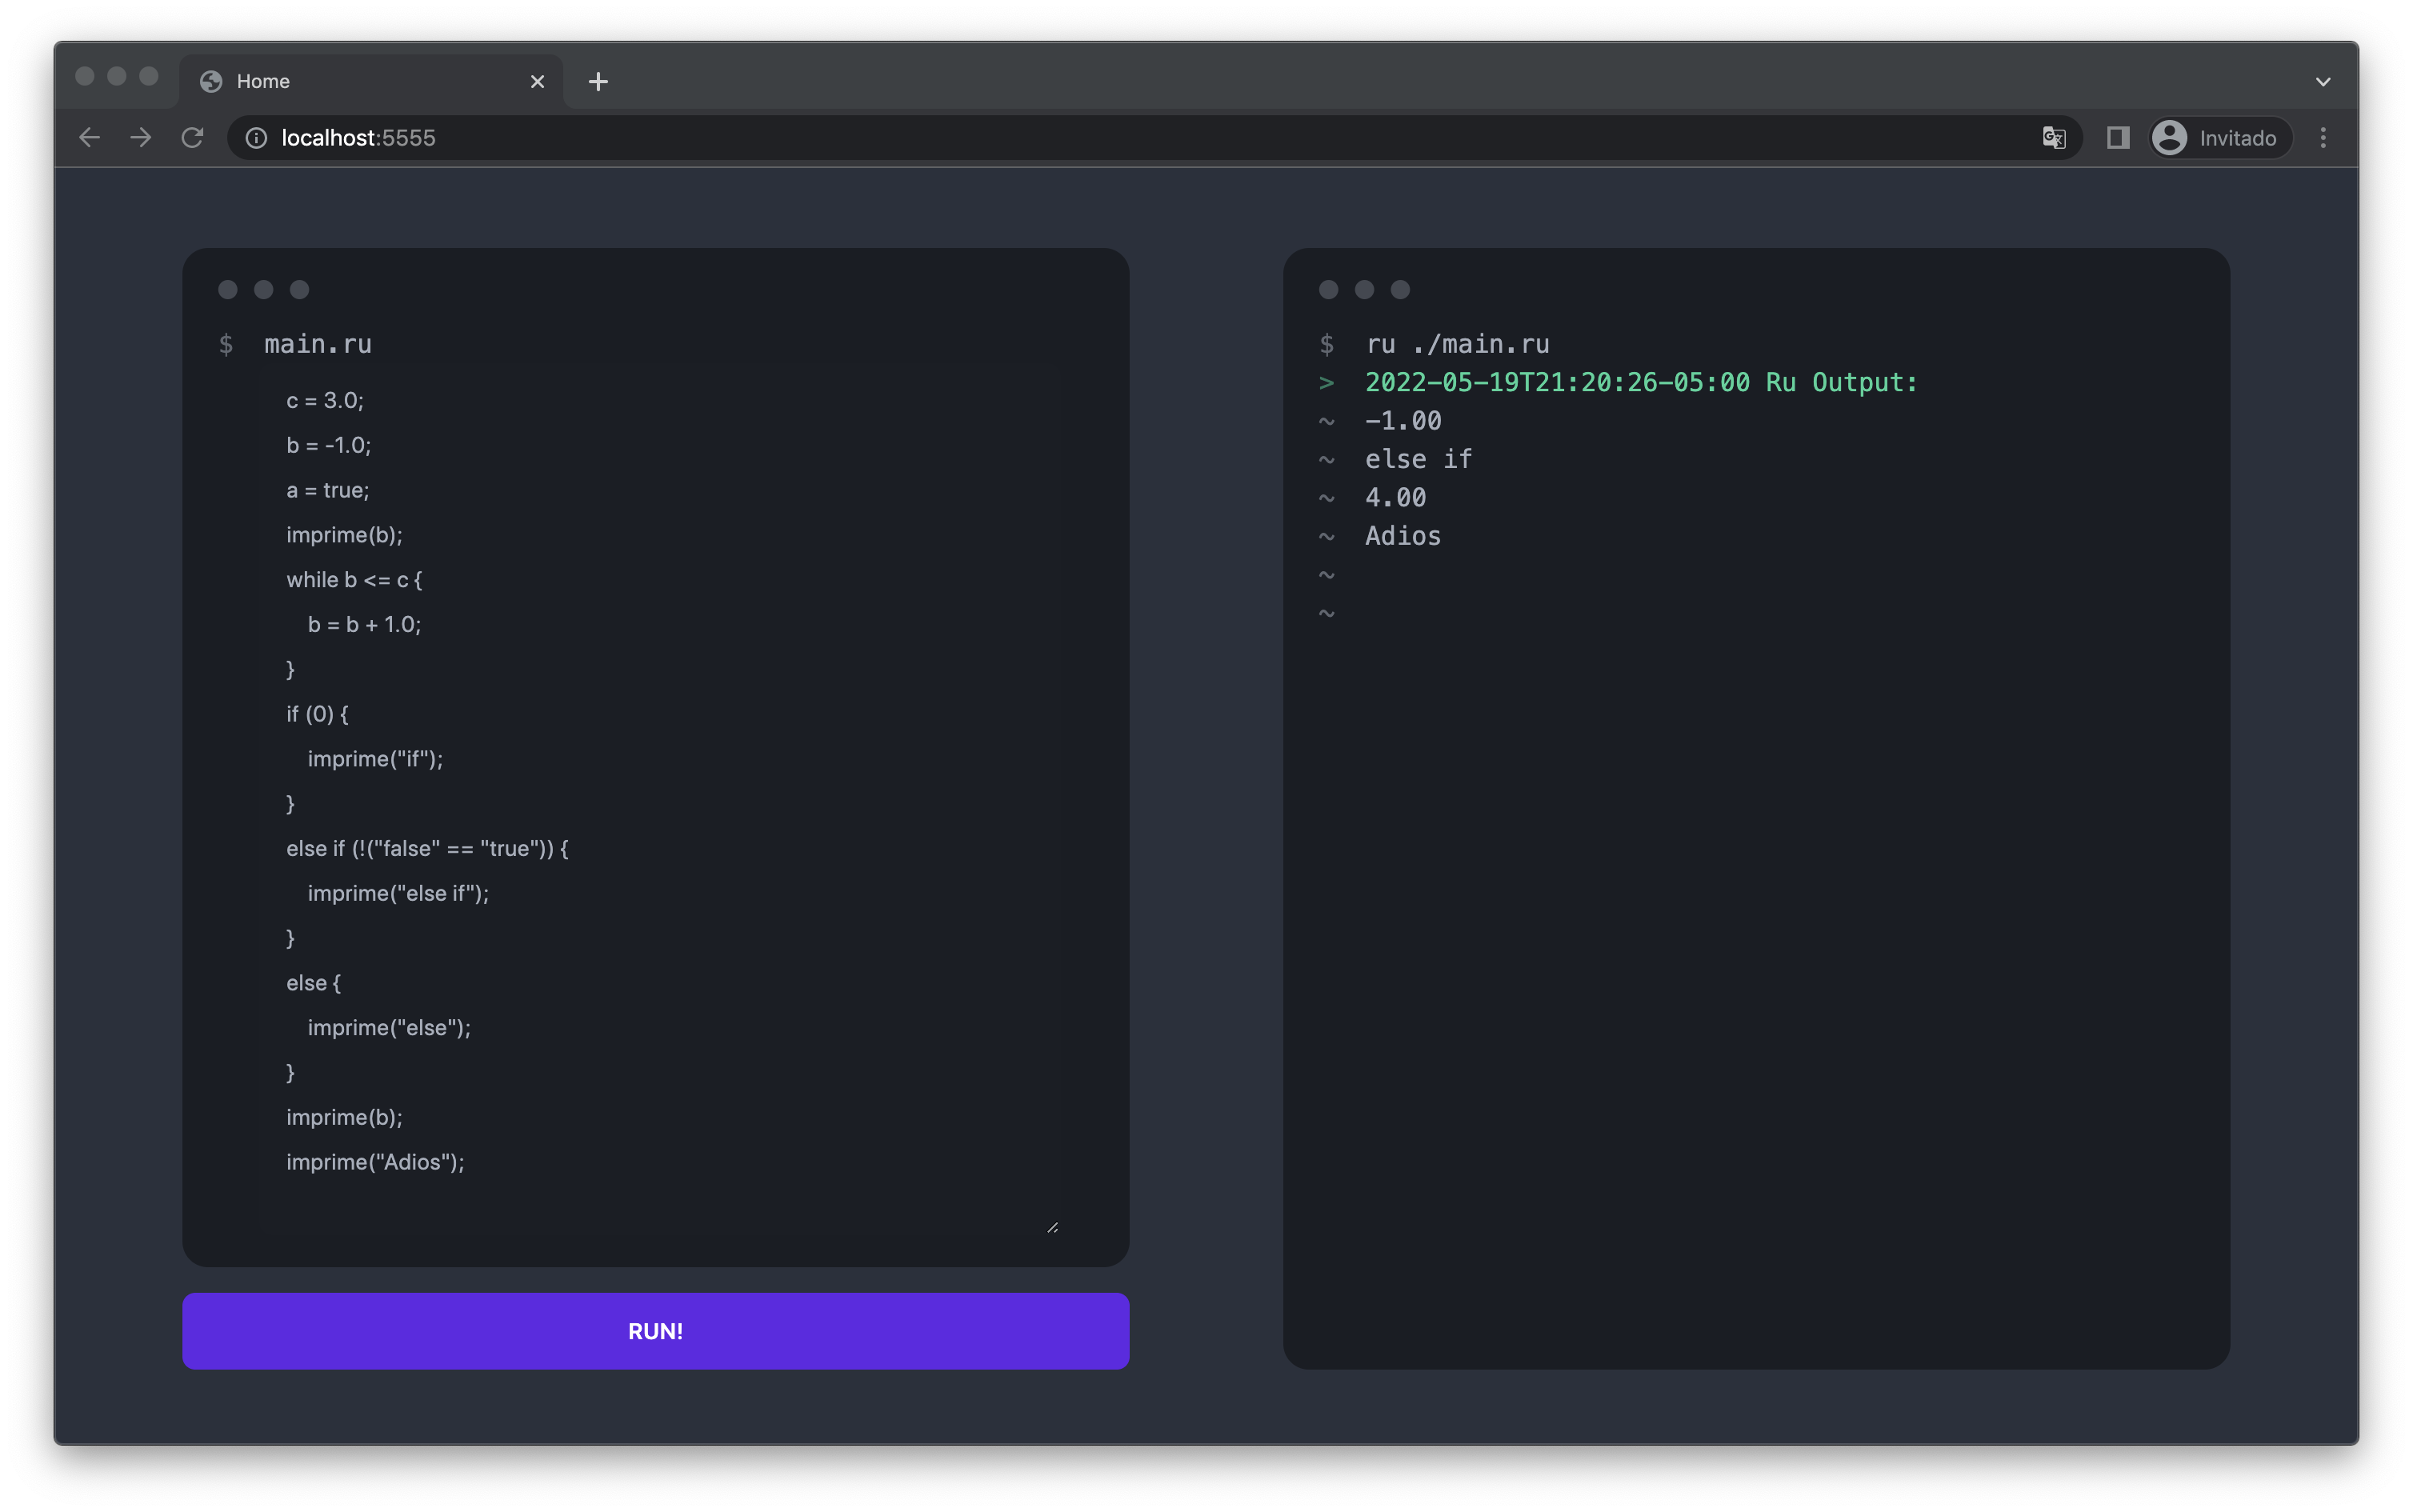 Home
localhost:5555
Invitado
$ main.ru
c = 3.0;
b = -1.0;
a = true;
imprime(b);
while b <= c {
    b = b + 1.0;
}
if (0) {
    imprime("if");
}
else if (!("false" == "true")) {
    imprime("else if");
}
else {
    imprime("else");
}
imprime(b);
imprime("Adios");
RUN!
$ ru ./main.ru
> 2022-05-19T21:20:26-05:00 Ru Output:
~ -1.00
~ else if
~ 4.00
~ Adios
~
~